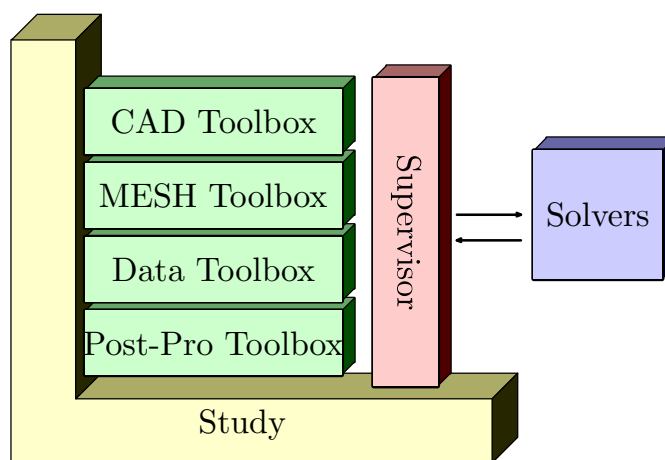 CAD Toolbox
MESH Toolbox
Data Toolbox
Post-Pro Toolbox
Supervisor
Solvers
Study